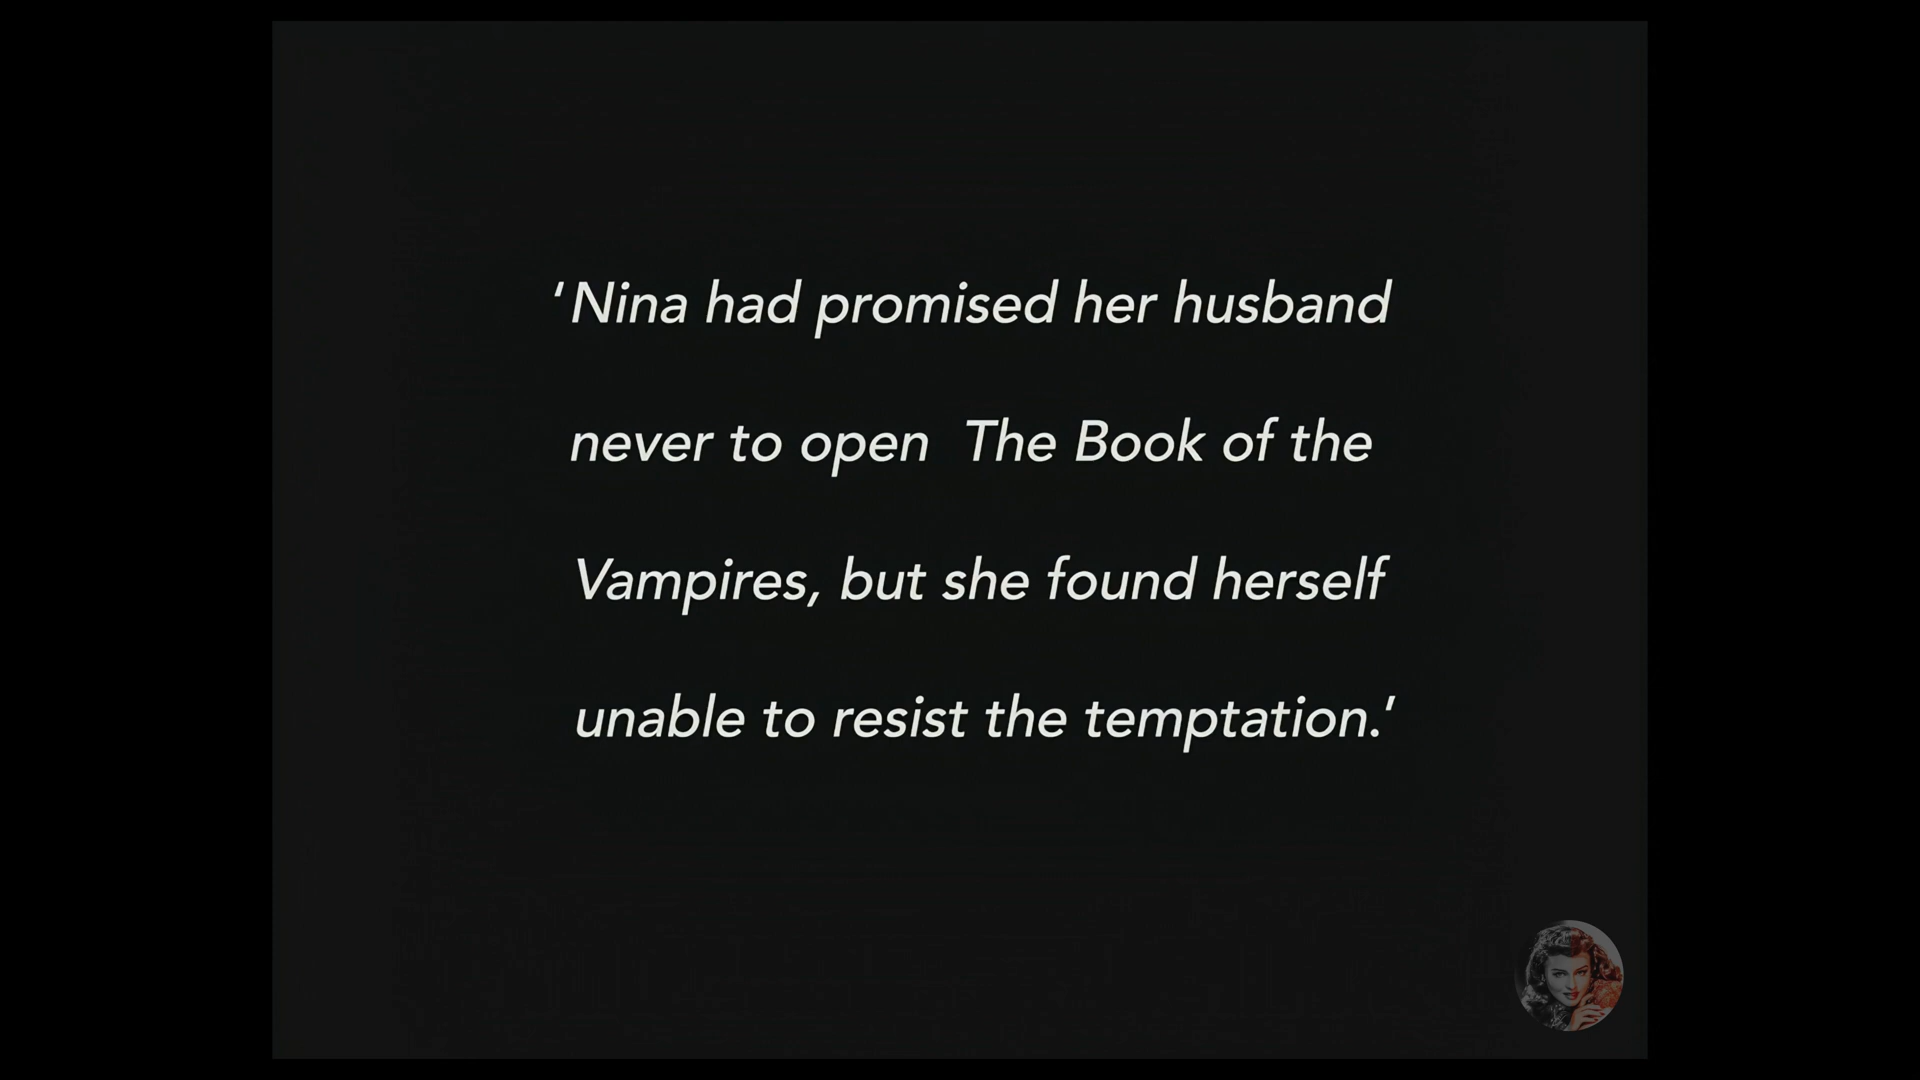 ‘Nina had promised her husband
never to open  The Book of the
Vampires, but she found herself
unable to resist the temptation.’